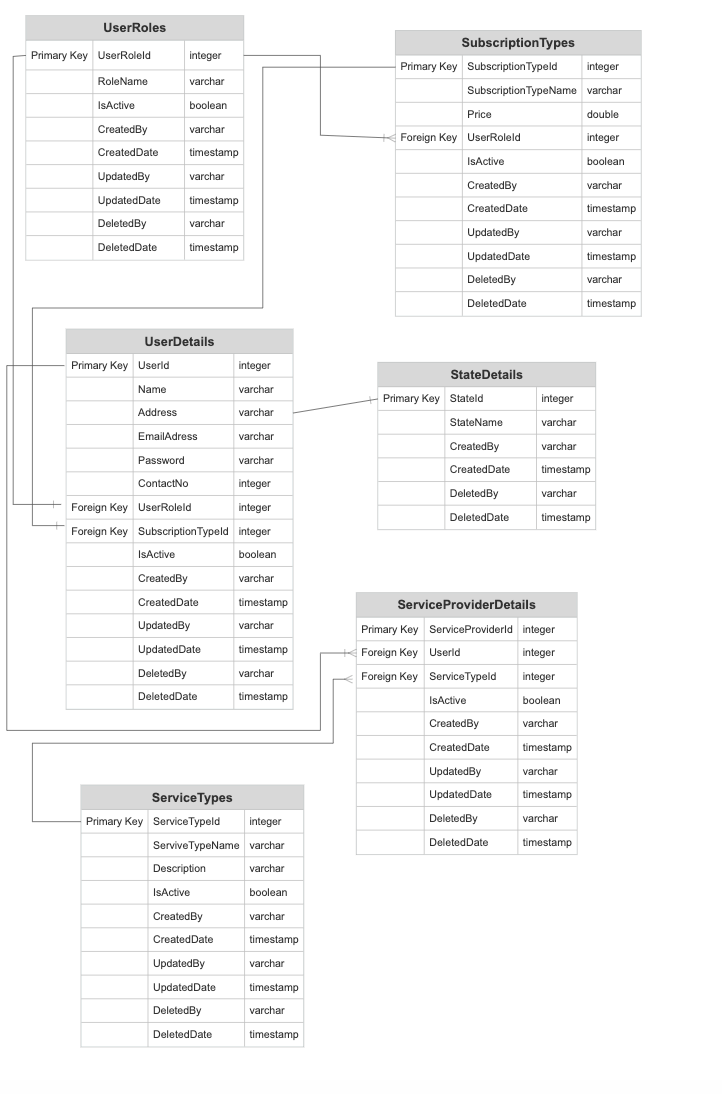 UserRoles
Primary Key UserRoleId integer
RoleName varchar
IsActive boolean
CreatedBy varchar
CreatedDate timestamp
UpdatedBy varchar
UpdatedDate timestamp
DeletedBy varchar
DeletedDate timestamp
SubscriptionTypes
Primary Key SubscriptionTypeId integer
SubscriptionTypeName varchar
Price double
Foreign Key UserRoleId integer
IsActive boolean
CreatedBy varchar
CreatedDate timestamp
UpdatedBy varchar
UpdatedDate timestamp
DeletedBy varchar
DeletedDate timestamp
UserDetails
Primary Key UserId integer
Name varchar
Address varchar
EmailAdress varchar
Password varchar
ContactNo integer
Foreign Key UserRoleId integer
Foreign Key SubscriptionTypeId integer
IsActive boolean
CreatedBy varchar
CreatedDate timestamp
UpdatedBy varchar
UpdatedDate timestamp
DeletedBy varchar
DeletedDate timestamp
StateDetails
Primary Key StateId integer
StateName varchar
CreatedBy varchar
CreatedDate timestamp
DeletedBy varchar
DeletedDate timestamp
ServiceProviderDetails
Primary Key ServiceProviderId integer
Foreign Key UserId integer
Foreign Key ServiceTypeId integer
IsActive boolean
CreatedBy varchar
CreatedDate timestamp
UpdatedBy varchar
UpdatedDate timestamp
DeletedBy varchar
DeletedDate timestamp
ServiceTypes
Primary Key ServiceTypeId integer
ServiveTypeName varchar
Description varchar
IsActive boolean
CreatedBy varchar
CreatedDate timestamp
UpdatedBy varchar
UpdatedDate timestamp
DeletedBy varchar
DeletedDate timestamp